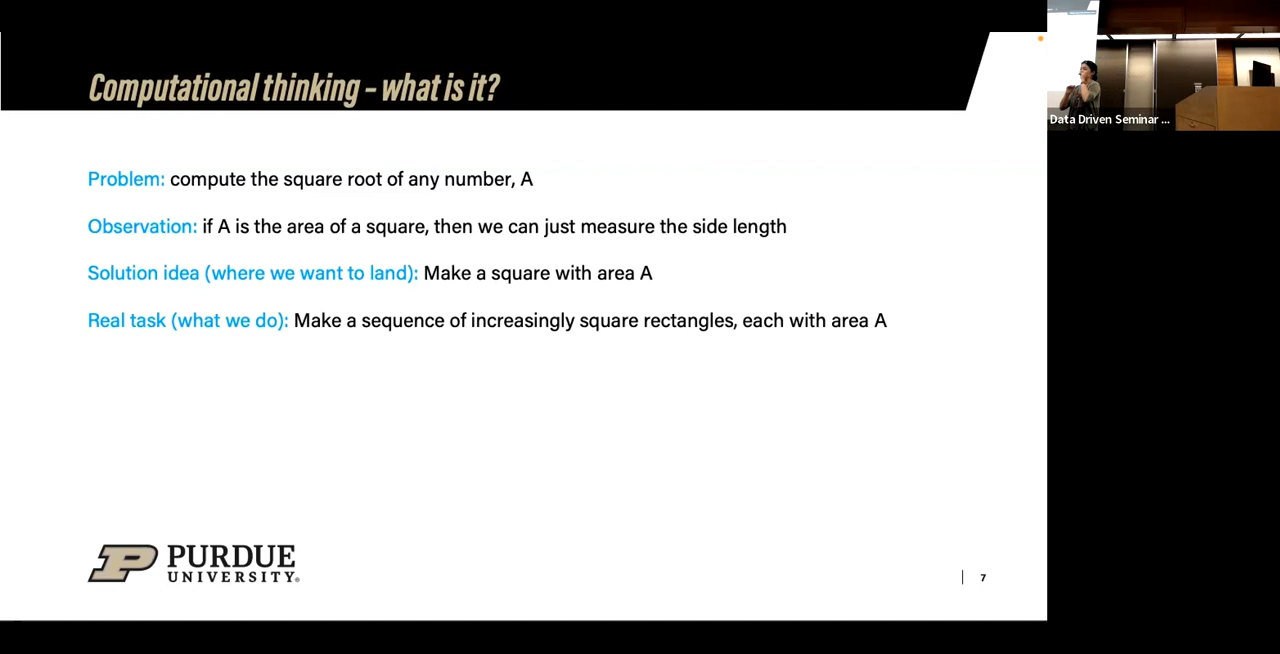 Computational thinking – what is it?
Data Driven Seminar ...
Problem: compute the square root of any number, A
Observation: if A is the area of a square, then we can just measure the side length
Solution idea (where we want to land): Make a square with area A
Real task (what we do): Make a sequence of increasingly square rectangles, each with area A
P PURDUE
UNIVERSITY®
7